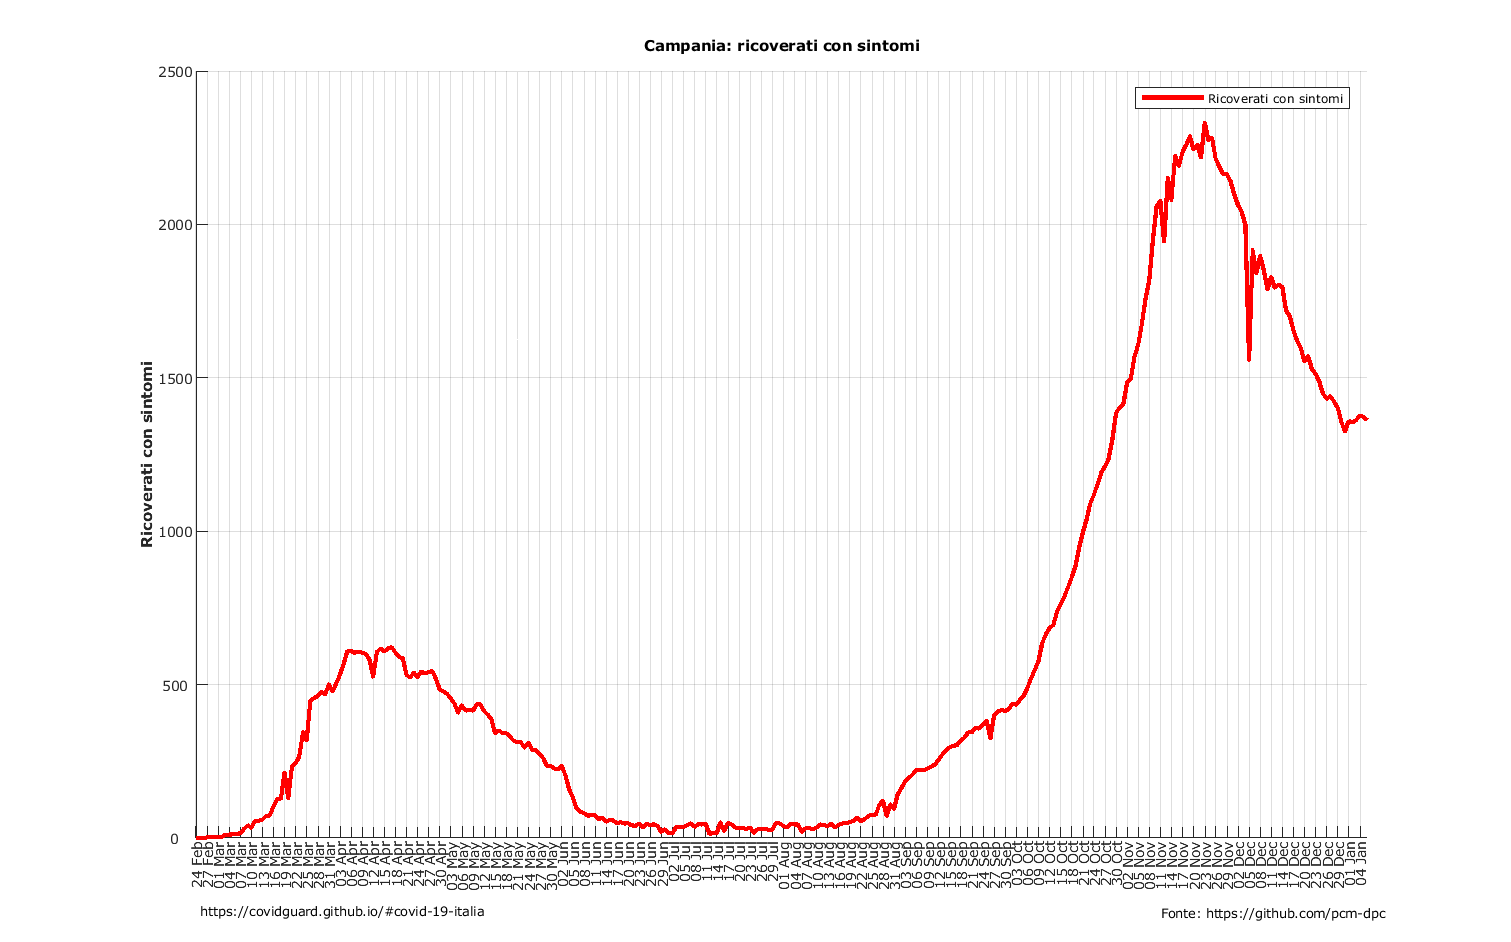 Campania: ricoverati con sintomi
Ricoverati con sintomi
Ricoverati con sintomi
2500
2000
1500
1000
500
0
24 Feb
27 Feb
01 Mar
04 Mar
07 Mar
10 Mar
13 Mar
16 Mar
19 Mar
22 Mar
25 Mar
28 Mar
31 Mar
03 Apr
06 Apr
09 Apr
12 Apr
15 Apr
18 Apr
21 Apr
24 Apr
27 Apr
30 Apr
03 May
06 May
09 May
12 May
15 May
18 May
21 May
24 May
27 May
30 May
02 Jun
05 Jun
08 Jun
11 Jun
14 Jun
17 Jun
20 Jun
23 Jun
26 Jun
29 Jun
02 Jul
05 Jul
08 Jul
11 Jul
14 Jul
17 Jul
20 Jul
23 Jul
26 Jul
29 Jul
01 Aug
04 Aug
07 Aug
10 Aug
13 Aug
16 Aug
19 Aug
22 Aug
25 Aug
28 Aug
31 Aug
03 Sep
06 Sep
09 Sep
12 Sep
15 Sep
18 Sep
21 Sep
24 Sep
27 Sep
30 Sep
03 Oct
06 Oct
09 Oct
12 Oct
15 Oct
18 Oct
21 Oct
24 Oct
27 Oct
30 Oct
02 Nov
05 Nov
08 Nov
11 Nov
14 Nov
17 Nov
20 Nov
23 Nov
26 Nov
29 Nov
02 Dec
05 Dec
08 Dec
11 Dec
14 Dec
17 Dec
20 Dec
23 Dec
26 Dec
29 Dec
01 Jan
04 Jan
https://covidguard.github.io/#covid-19-italia
Fonte: https://github.com/pcm-dpc